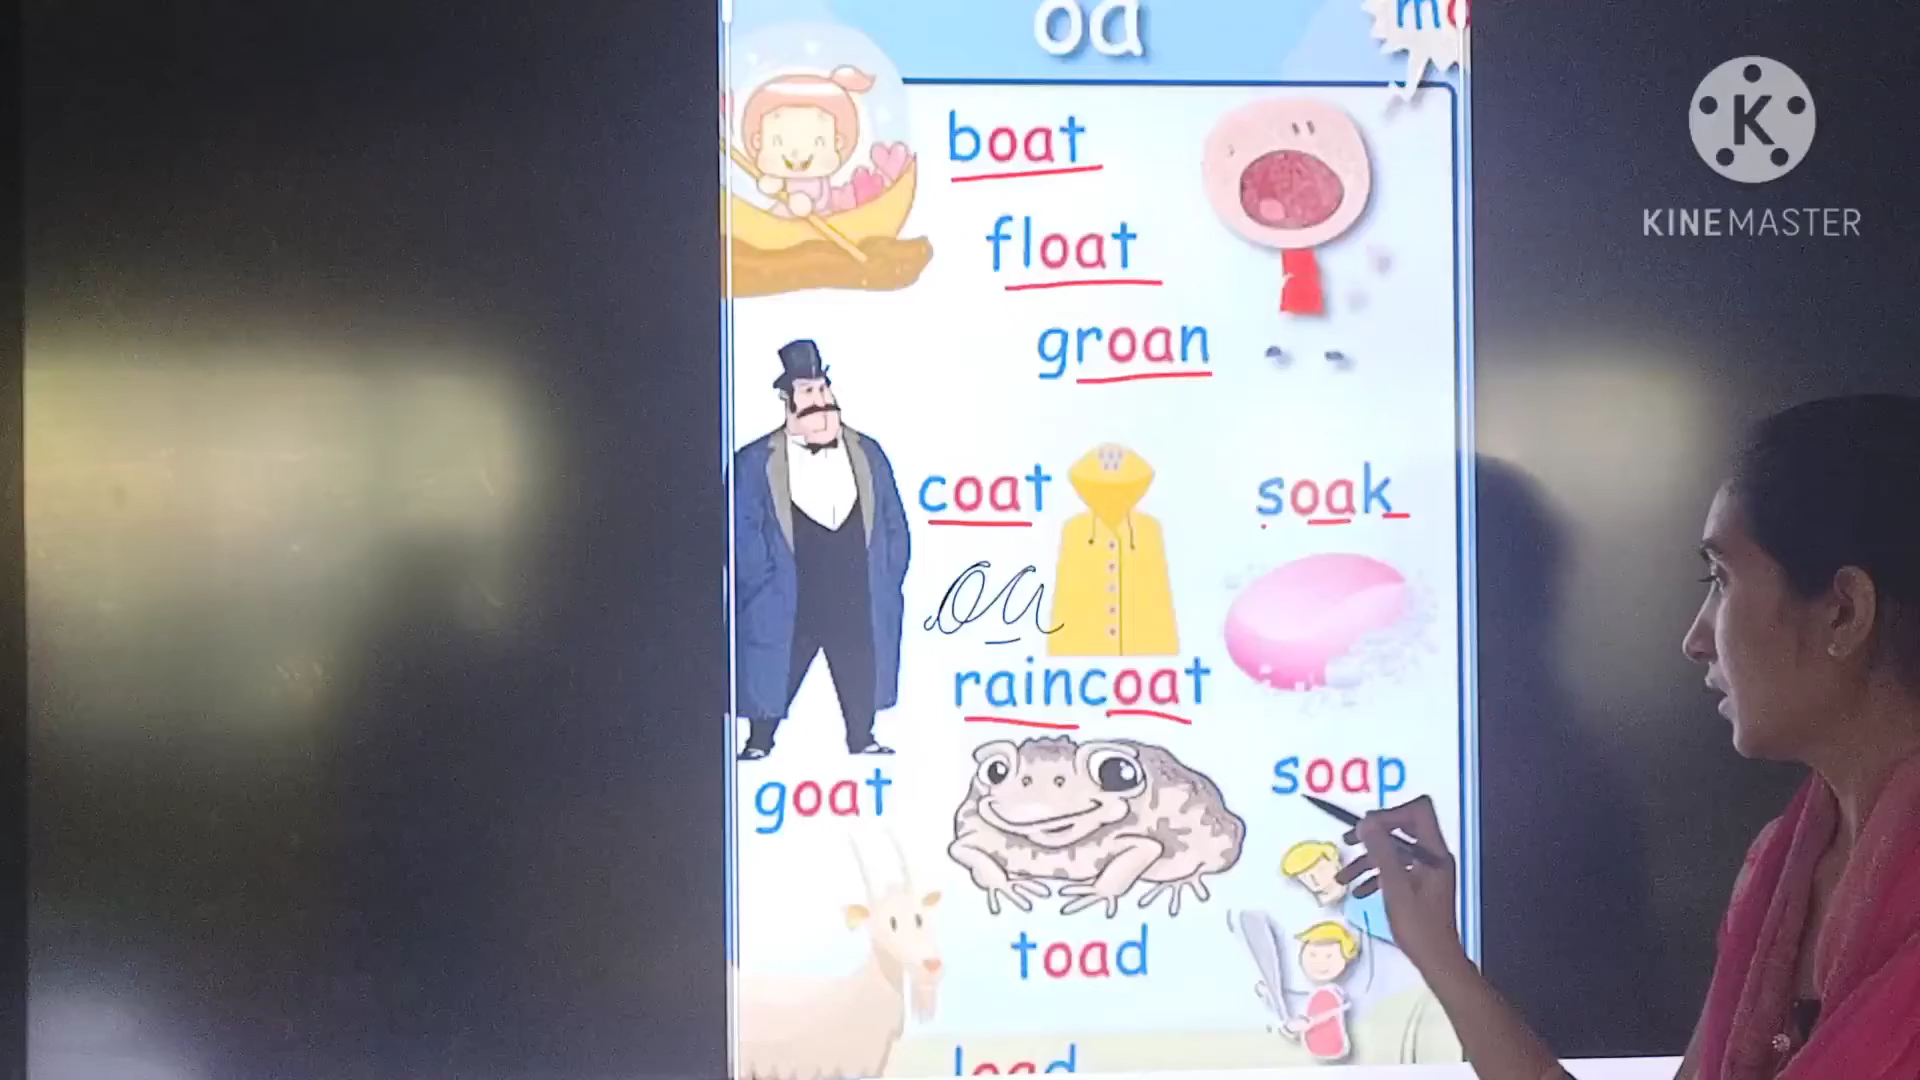 oa
boat
float
groan
coat
soak
oa
raincoat
soap
goat
toad
KINEMASTER